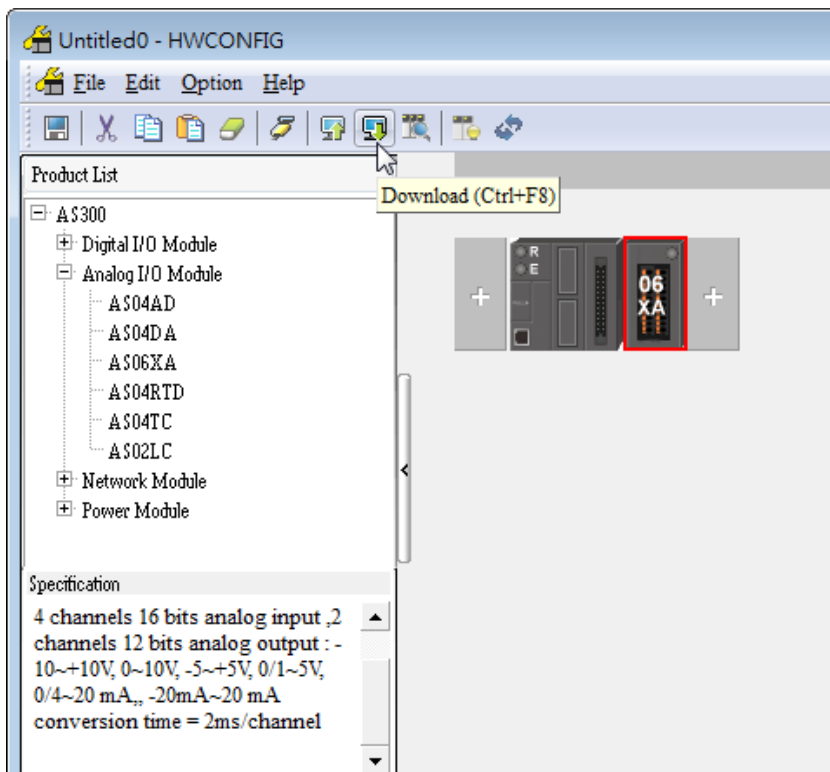 Untitled0 - HWCONFIG
File Edit Option Help
Product List
Download (Ctrl+F8)
AS300
Digital I/O Module
Analog I/O Module
AS04AD
AS04DA
AS06XA
AS04RTD
AS04TC
AS02LC
Network Module
Power Module
R
E
06
XA
Specification
4 channels 16 bits analog input ,2
channels 12 bits analog output : -
10~+10V, 0~10V, -5~+5V, 0/1~5V,
0/4~20 mA,, -20mA~20 mA
conversion time = 2ms/channel